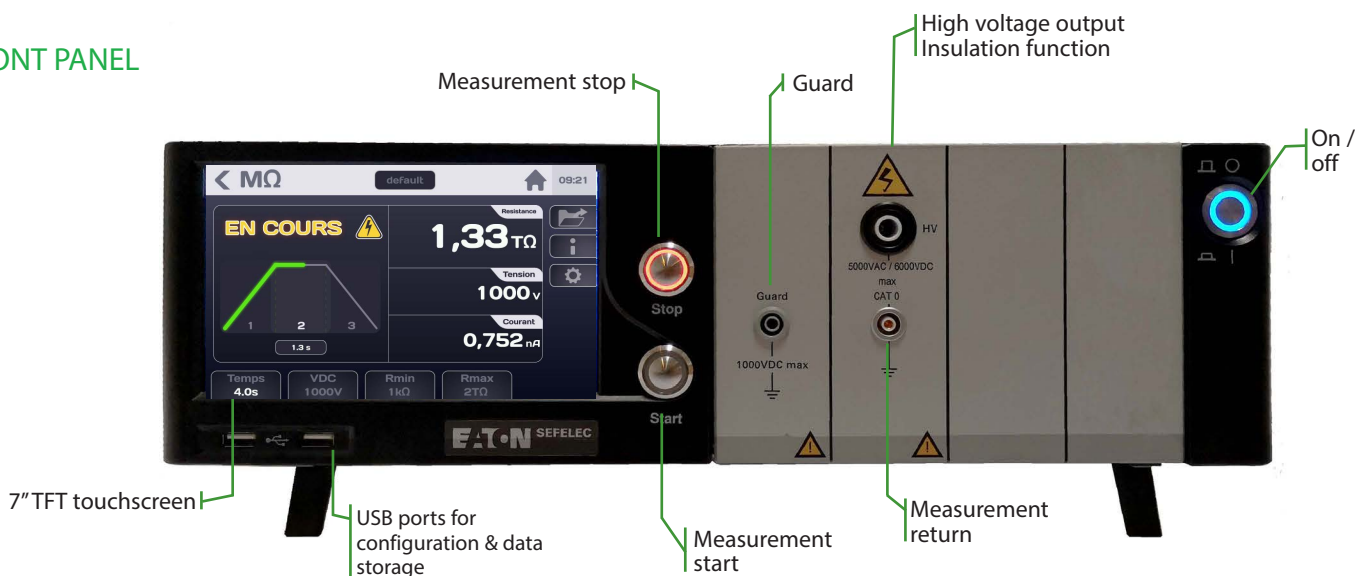 ONT PANEL
High voltage output
Insulation function
Measurement stop
Guard
On /
off
MΩ
default
09:21
EN COURS
Resistance
1,33 TΩ
Tension
1000 v
Courant
0,752 nA
1 2 3
1.3 s
Temps
4.0s
VDC
1000V
Rmin
1kΩ
Rmax
2TΩ
Stop
Start
EATON SEFELEC
Guard
1000VDC max
HV
5000VAC / 6000VDC
max
CAT 0
7" TFT touchscreen
USB ports for
configuration & data
storage
Measurement
start
Measurement
return